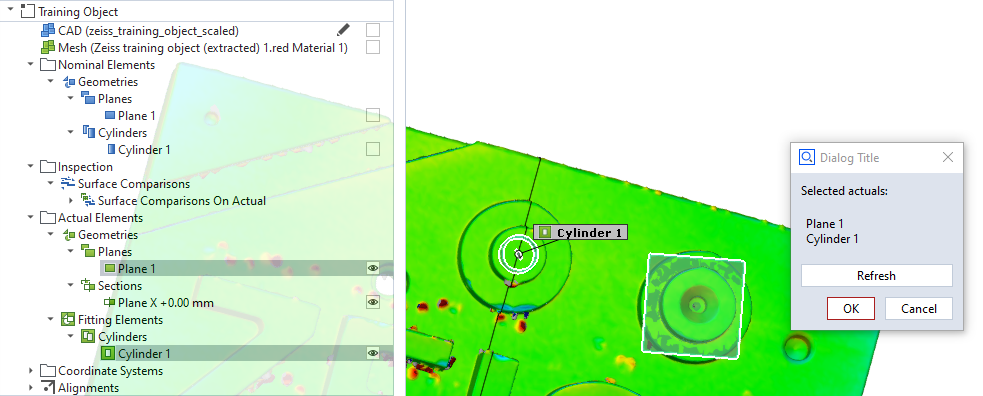 Training Object
CAD (zeiss_training_object_scaled)
Mesh (Zeiss training object (extracted) 1.red Material 1)
Nominal Elements
Geometries
Planes
Plane 1
Cylinders
Cylinder 1
Inspection
Surface Comparisons
Surface Comparisons On Actual
Actual Elements
Geometries
Planes
Plane 1
Sections
Plane X +0.00 mm
Fitting Elements
Cylinders
Cylinder 1
Coordinate Systems
Alignments
Cylinder 1
Dialog Title
Selected actuals:
Plane 1
Cylinder 1
Refresh
OK
Cancel